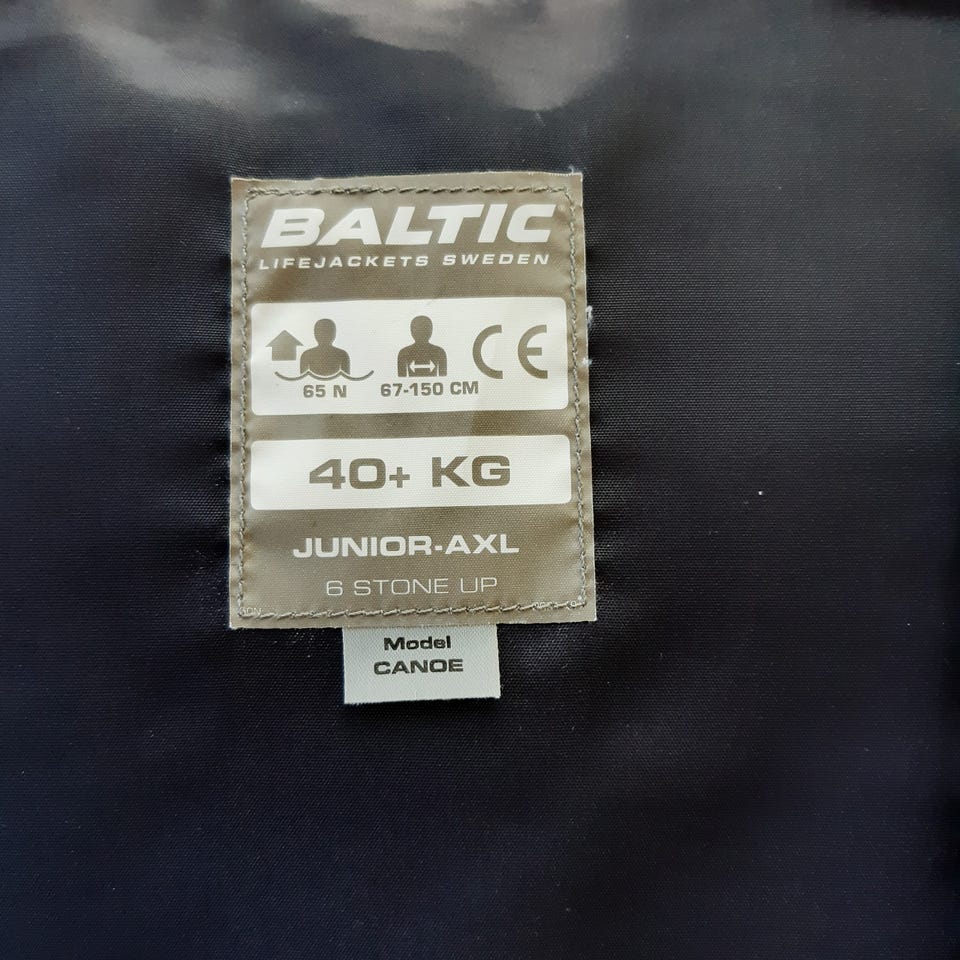 BALTIC
LIFEJACKETS SWEDEN
65 N 67-150 CM CE
40+ KG
JUNIOR-AXL
6 STONE UP
Model
CANOE